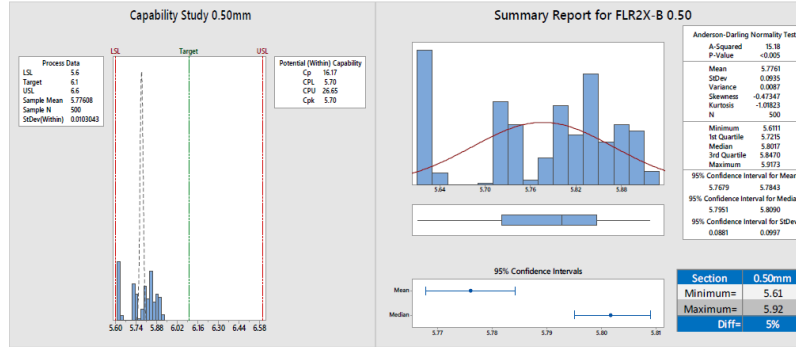 Capability Study 0.50mm
LSL Target USL
Process Data
LSL 5.6
Target 6.1
USL 6.6
Sample Mean 5.77608
Sample N 500
StDev(Within) 0.0103043
Potential (Within) Capability
Cp 16.17
CPL 5.70
CPU 26.65
Cpk 5.70
5.60 5.74 5.88 6.02 6.16 6.30 6.44 6.58
Summary Report for FLR2X-B 0.50
5.64 5.70 5.76 5.82 5.88
Anderson-Darling Normality Test
A-Squared 15.18
P-Value <0.005
Mean 5.7761
StDev 0.0935
Variance 0.0087
Skewness -0.47347
Kurtosis -1.01823
N 500
Minimum 5.6111
1st Quartile 5.7215
Median 5.8017
3rd Quartile 5.8470
Maximum 5.9173
95% Confidence Interval for Mean
5.7679 5.7843
95% Confidence Interval for Median
5.7951 5.8090
95% Confidence Interval for StDev
0.0881 0.0997
95% Confidence Intervals
Mean
Median
5.77 5.78 5.79 5.80 5.81
Section 0.50mm
Minimum= 5.61
Maximum= 5.92
Diff= 5%